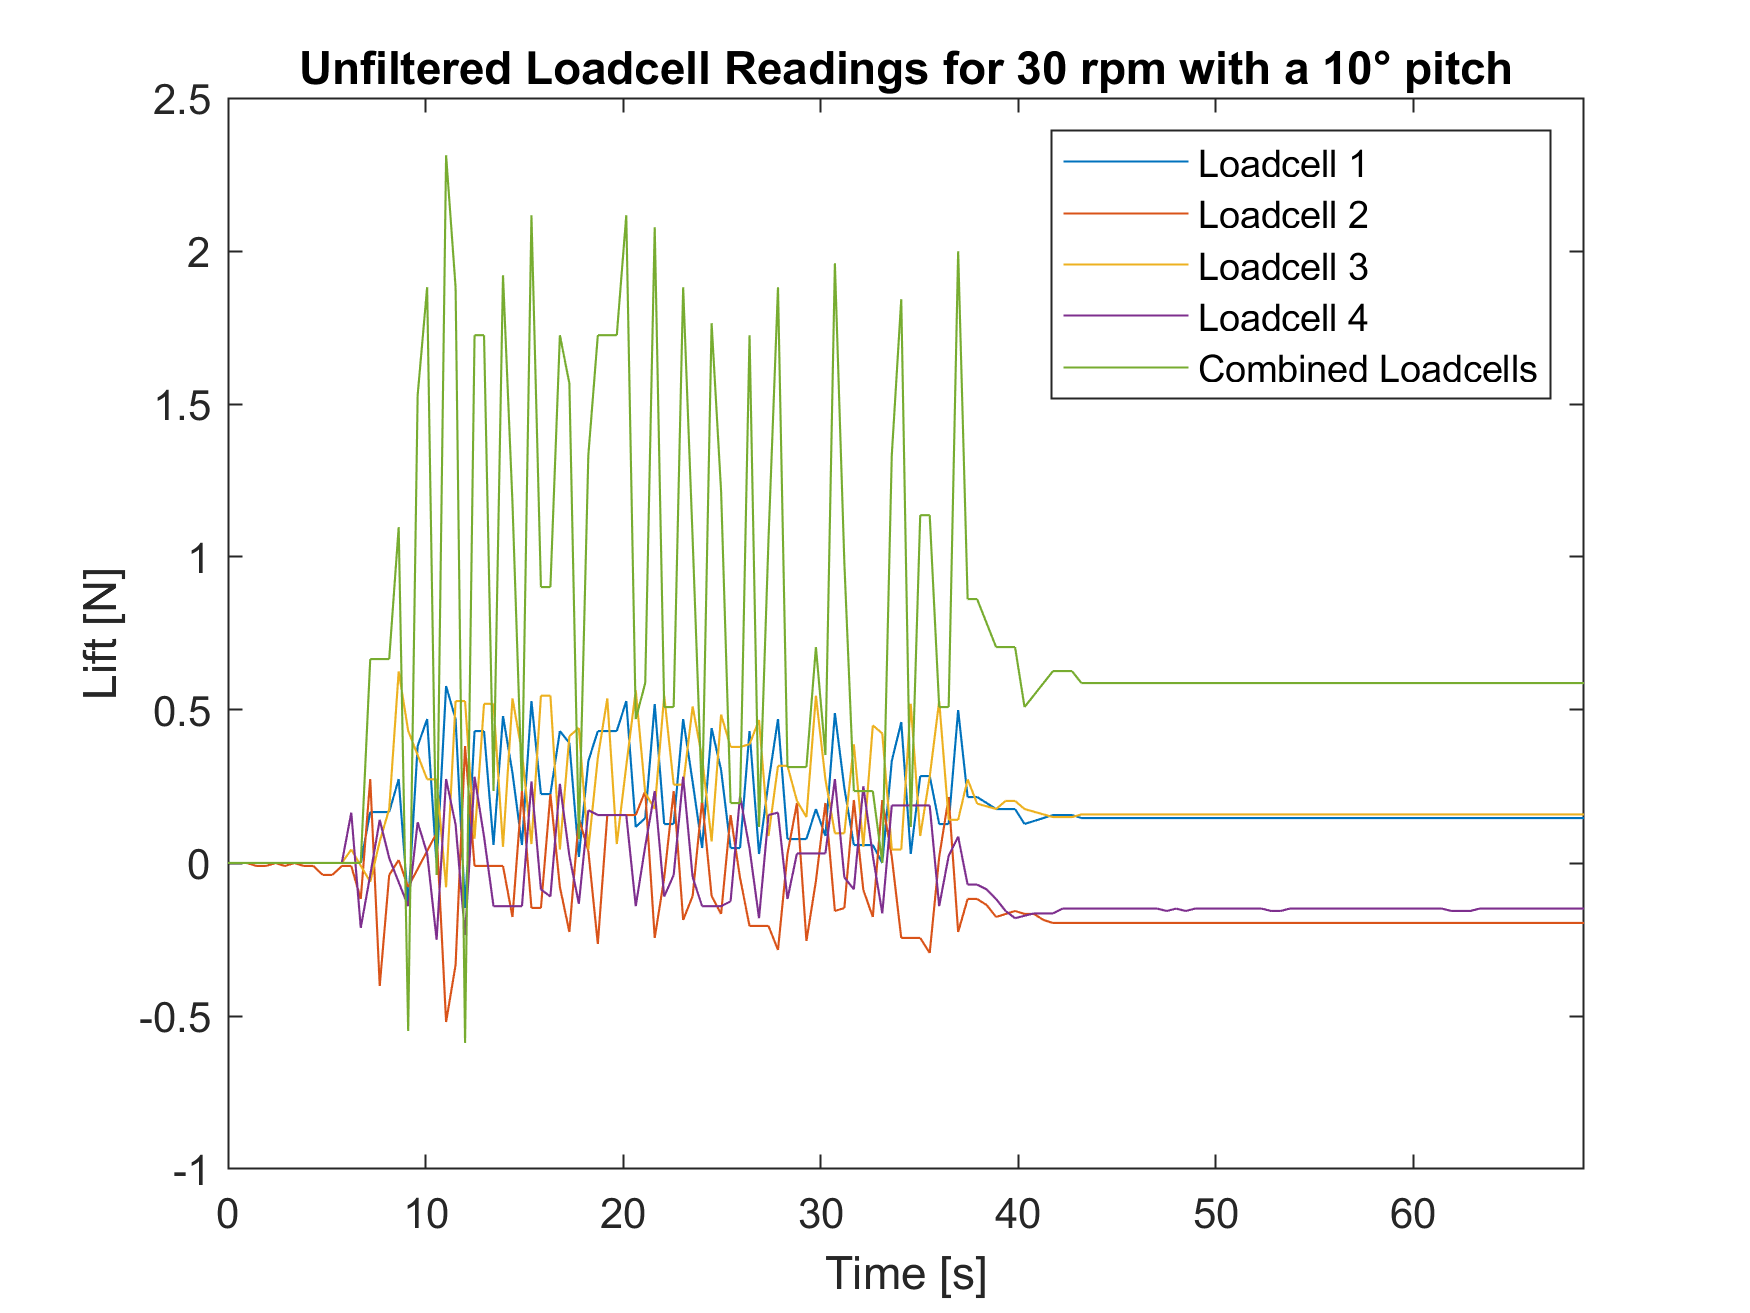 Unfiltered Loadcell Readings for 30 rpm with a 10° pitch
2.5
2
1.5
1
0.5
0
-0.5
-1
Lift [N]
Loadcell 1
Loadcell 2
Loadcell 3
Loadcell 4
Combined Loadcells
0 10 20 30 40 50 60
Time [s]